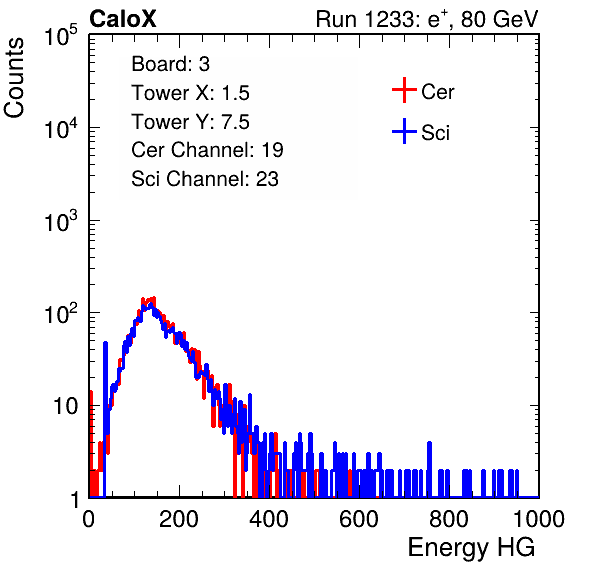 CaloX Run 1233: e⁺, 80 GeV
Counts
Board: 3
Tower X: 1.5
Tower Y: 7.5
Cer Channel: 19
Sci Channel: 23
Cer
Sci
10⁵
10⁴
10³
10²
10
1
0 200 400 600 800 1000
Energy HG